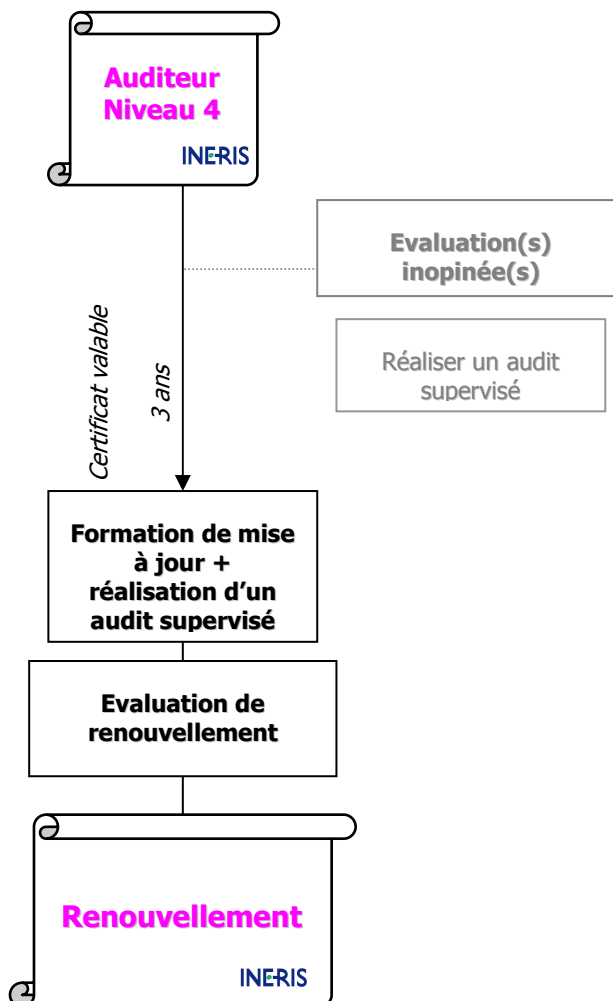 Auditeur
Niveau 4
INERIS
Evaluation(s)
inopinée(s)
Réaliser un audit
supervisé
Certificat valable
3 ans
Formation de mise
à jour +
réalisation d’un
audit supervisé
Evaluation de
renouvellement
Renouvellement
INERIS